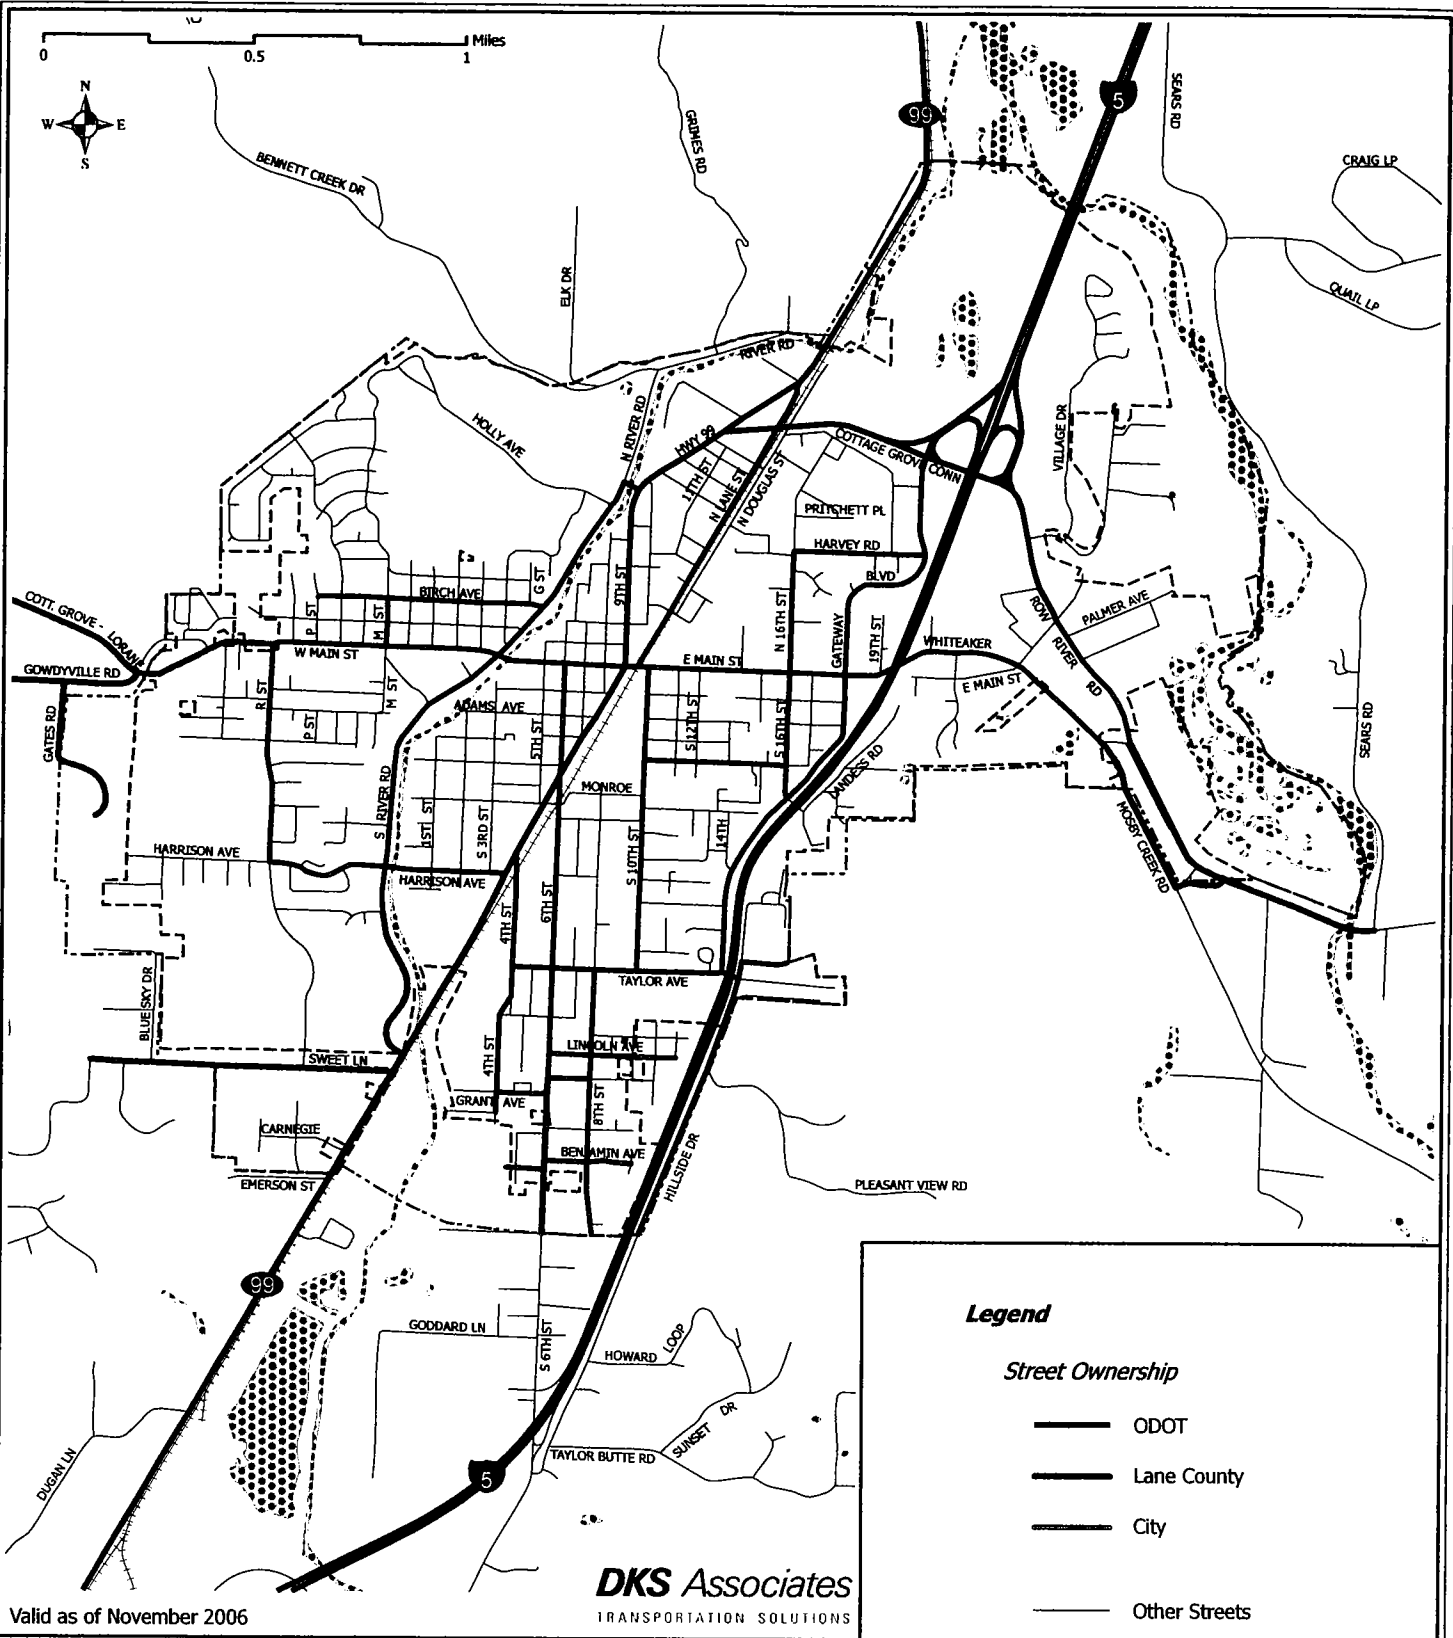 Miles
0
0.5
1
N
W
E
S
99
5
SEARS RD
GRIMES RD
CRAIG LP
BENNETT CREEK DR
ELK DR
QUAIL LP
RIVER RD
N RIVER RD
HOLLY AVE
HWY 99
VILLAGE DR
COTTAGE GROVE CONN
11TH ST
N LANE ST
N DOUGLAS ST
PRITCHETT PL
HARVEY RD
BLVD
GATEWAY
G ST
BIRCH AVE
9TH ST
N 16TH ST
19TH ST
COTT. GROVE - LORANE
P ST
M ST
ROW RIVER RD
PALMER AVE
WHITEAKER
W MAIN ST
E MAIN ST
GOWDYVILLE RD
E MAIN ST
R ST
M ST
ADAMS AVE
P ST
GATES RD
5TH ST
S 12TH ST
S 16TH ST
SEARS RD
LANDESS RD
MONROE
S RIVER RD
1ST ST
S 3RD ST
S 10TH ST
14TH
MOSBY CREEK RD
HARRISON AVE
HARRISON AVE
4TH ST
6TH ST
TAYLOR AVE
BLUE SKY DR
SWEET LN
LINCOLN AVE
4TH ST
GRANT AVE
8TH ST
CARNEGIE
BENJAMIN AVE
EMERSON ST
HILLSIDE DR
PLEASANT VIEW RD
99
GODDARD LN
S 6TH ST
HOWARD LOOP
SUNSET DR
TAYLOR BUTTE RD
DUGAN LN
5
Legend
Street Ownership
ODOT
Lane County
City
Other Streets
DKS Associates
TRANSPORTATION SOLUTIONS
Valid as of November 2006